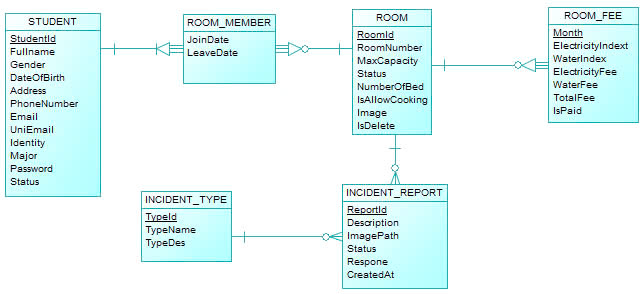 STUDENT
StudentId
Fullname
Gender
DateOfBirth
Address
PhoneNumber
Email
UniEmail
Identity
Major
Password
Status
ROOM_MEMBER
JoinDate
LeaveDate
ROOM
RoomId
RoomNumber
MaxCapacity
Status
NumberOfBed
IsAllowCooking
Image
IsDelete
ROOM_FEE
Month
ElectricityIndext
WaterIndex
ElectricityFee
WaterFee
TotalFee
IsPaid
INCIDENT_TYPE
TypeId
TypeName
TypeDes
INCIDENT_REPORT
ReportId
Description
ImagePath
Status
Respone
CreatedAt